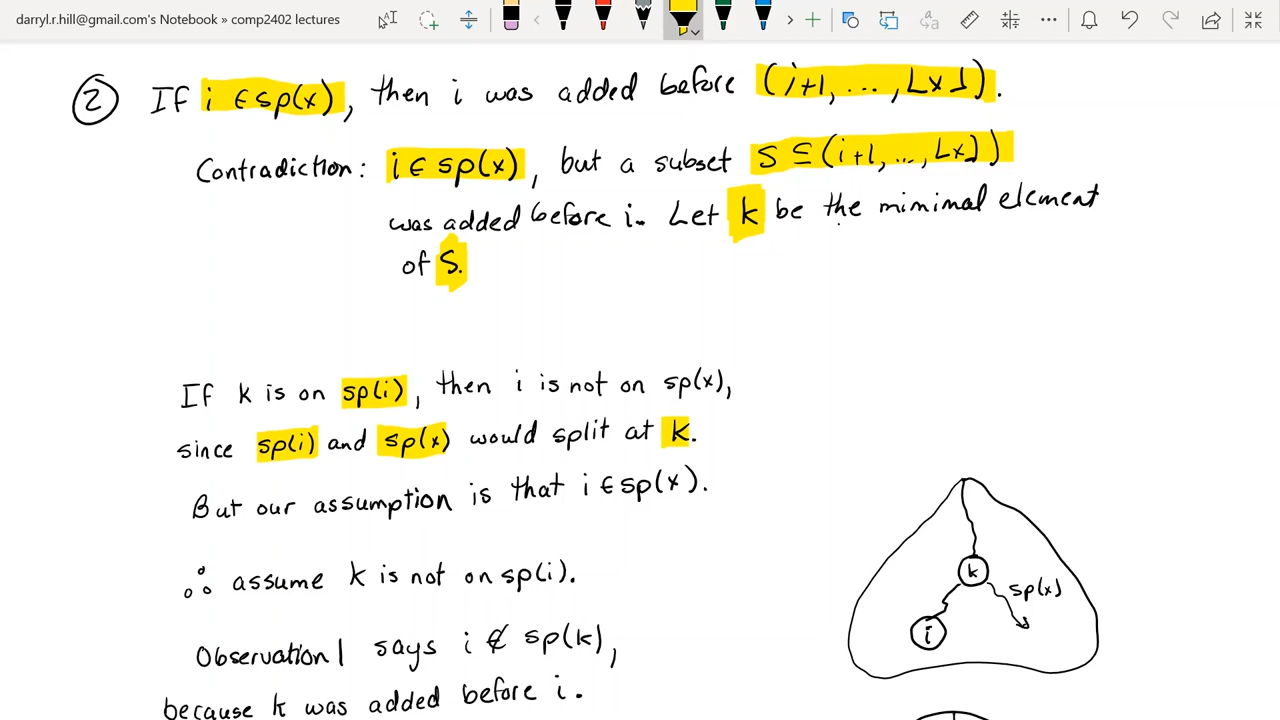 darryl.r.hill@gmail.com's Notebook » comp2402 lectures
② If i ∈ sp(x), then i was added before (i+1, ..., ⌊x⌋).
Contradiction: i ∈ sp(x), but a subset S ⊆ (i+1, ..., ⌊x⌋)
was added before i. Let k be the minimal element
of S.
If k is on sp(i), then i is not on sp(x),
since sp(i) and sp(x) would split at k.
But our assumption is that i ∈ sp(x).
∴ assume k is not on sp(i).
k
sp(x)
i
Observation 1 says i ∉ sp(k),
because k was added before i.